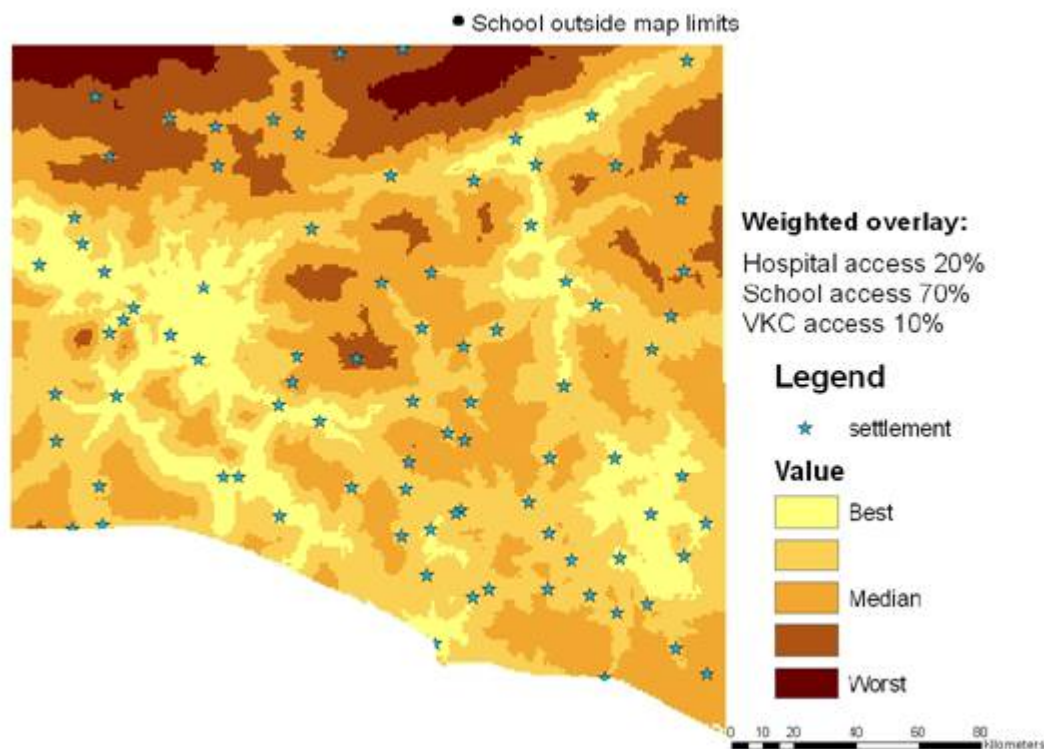 School outside map limits
Weighted overlay:
Hospital access 20%
School access 70%
VKC access 10%
Legend
settlement
Value
Best
Median
Worst
0 10 20 40 60 80
Kilometers